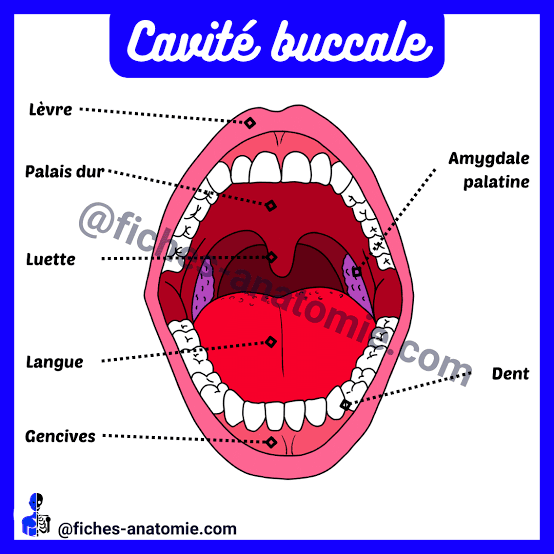 Cavité buccale
Lèvre
Palais dur
Luette
Langue
Gencives
Amygdale
palatine
Dent
@fiches-anatomie.com
@fiches-anatomie.com